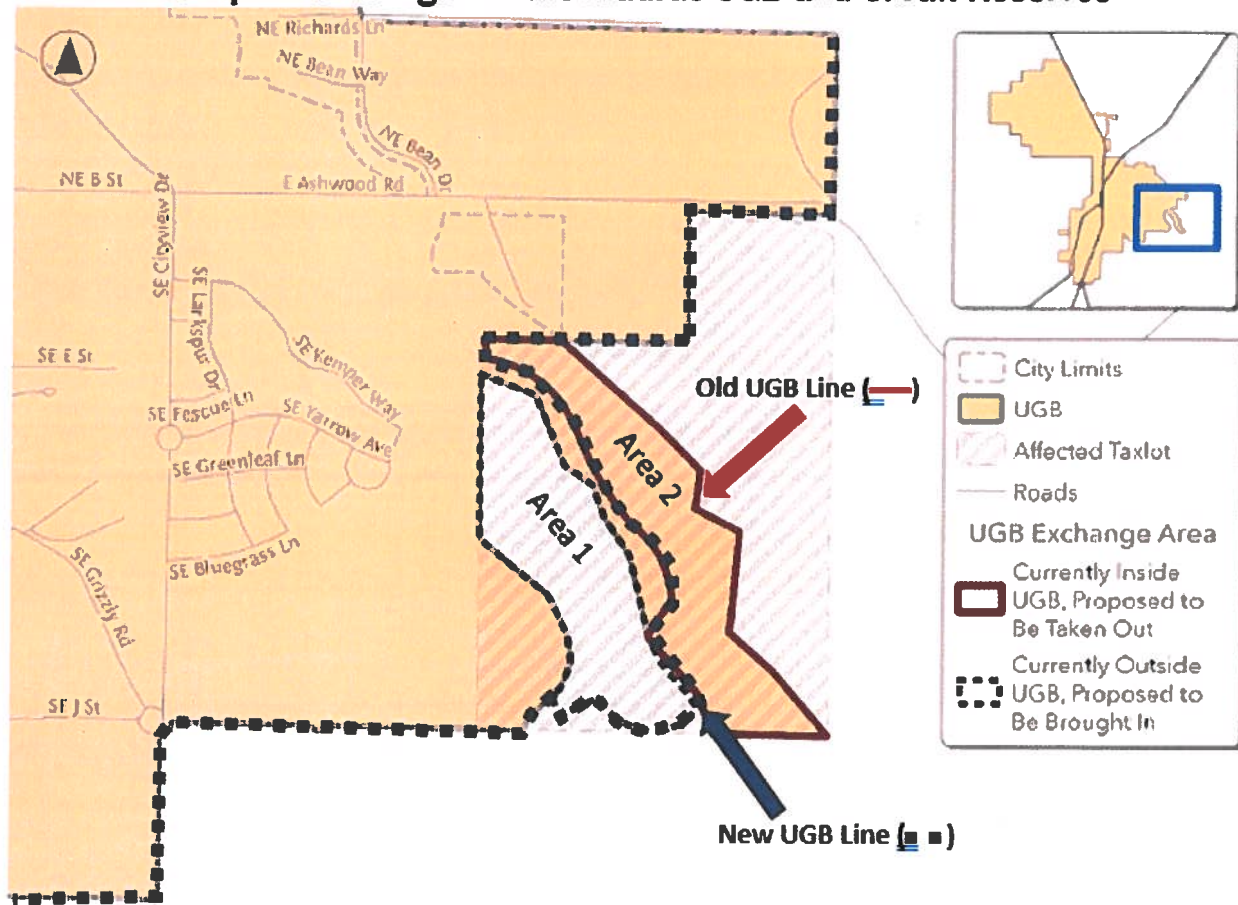 NE Richards Ln
NE Bean Way
NE Bean Dr
NE B St
E Ashwood Rd
SE Cityview Dr
SE Larkspur Dr
SE Kenvier Way
SE E St
SE Fescue Ln
SE Yarrow Ave
SE Greenleaf Ln
SE Bluegrass Ln
SE Grizzly Rd
SE J St
Old UGB Line (—)
Area 2
Area 1
New UGB Line (■ ■)
City Limits
UGB
Affected Taxlot
Roads
UGB Exchange Area
Currently Inside
UGB, Proposed to
Be Taken Out
Currently Outside
UGB, Proposed to
Be Brought In